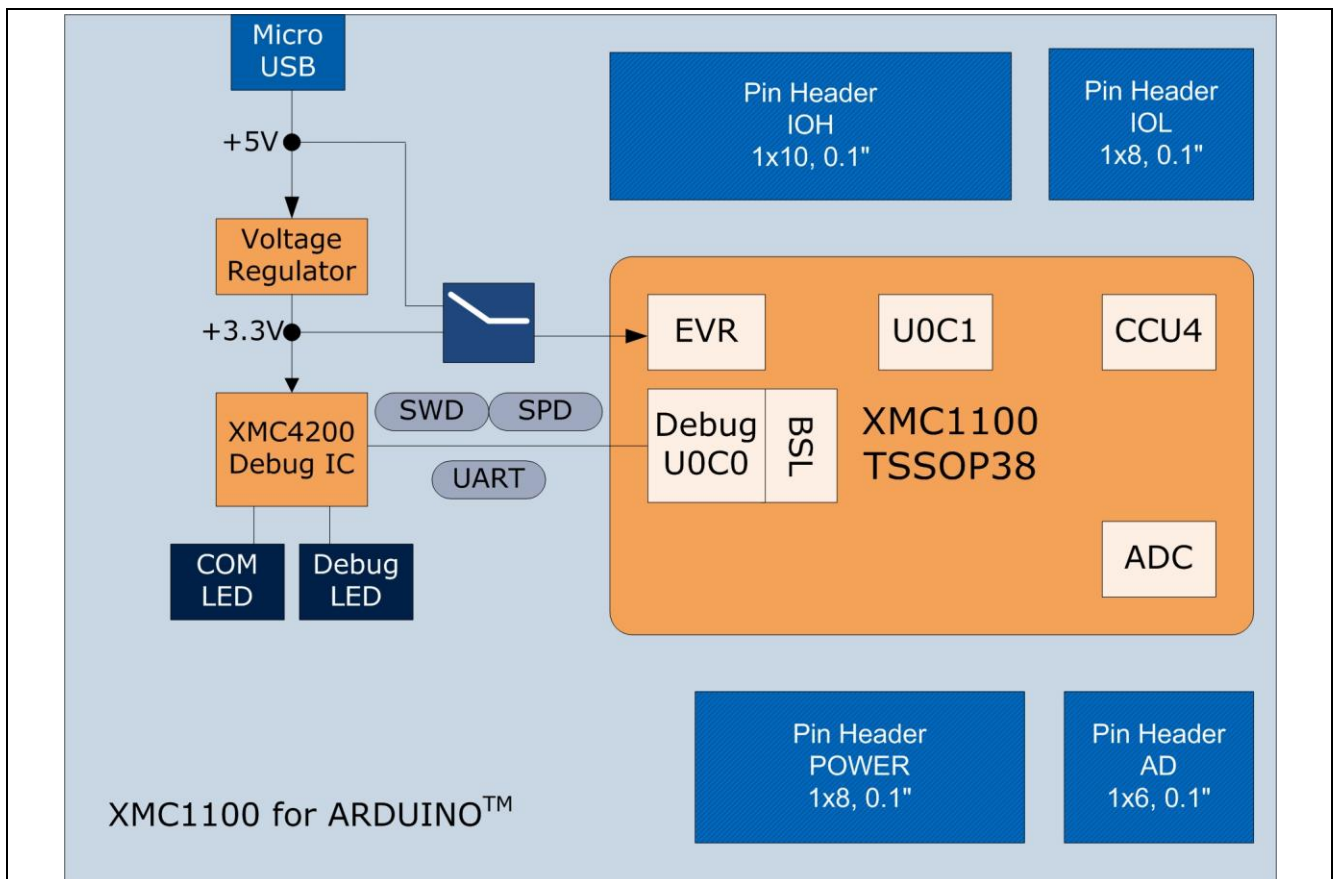 Micro
USB
+5V
Voltage
Regulator
+3.3V
XMC4200
Debug IC
SWD
SPD
UART
COM
LED
Debug
LED
Pin Header
IOH
1x10, 0.1"
Pin Header
IOL
1x8, 0.1"
EVR
U0C1
CCU4
Debug
U0C0
BSL
XMC1100
TSSOP38
ADC
Pin Header
POWER
1x8, 0.1"
Pin Header
AD
1x6, 0.1"
XMC1100 for ARDUINO™